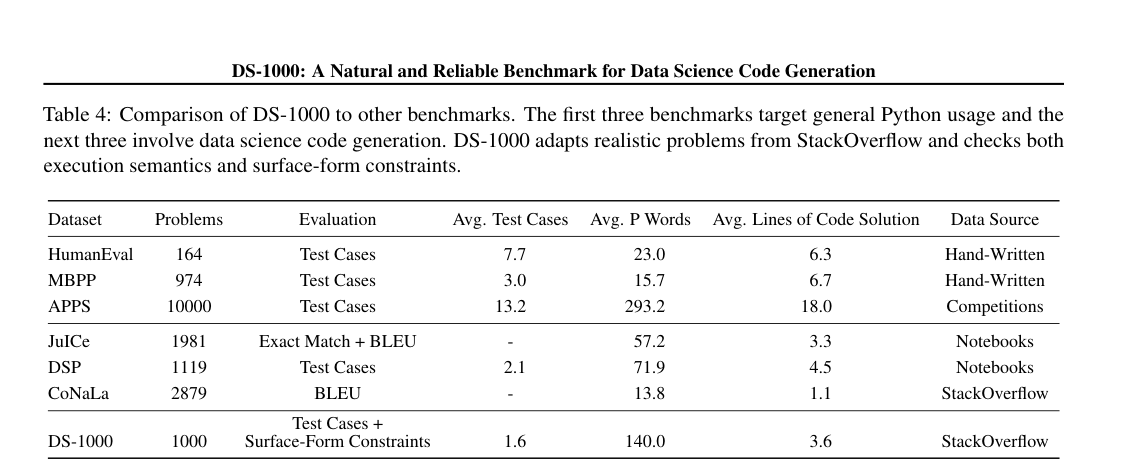 DS-1000: A Natural and Reliable Benchmark for Data Science Code Generation
Table 4: Comparison of DS-1000 to other benchmarks. The first three benchmarks target general Python usage and the
next three involve data science code generation. DS-1000 adapts realistic problems from StackOverflow and checks both
execution semantics and surface-form constraints.
Dataset Problems Evaluation Avg. Test Cases Avg. P Words Avg. Lines of Code Solution Data Source
HumanEval 164 Test Cases 7.7 23.0 6.3 Hand-Written
MBPP 974 Test Cases 3.0 15.7 6.7 Hand-Written
APPS 10000 Test Cases 13.2 293.2 18.0 Competitions
JuICe 1981 Exact Match + BLEU - 57.2 3.3 Notebooks
DSP 1119 Test Cases 2.1 71.9 4.5 Notebooks
CoNaLa 2879 BLEU - 13.8 1.1 StackOverflow
Test Cases +
DS-1000 1000 Surface-Form Constraints 1.6 140.0 3.6 StackOverflow